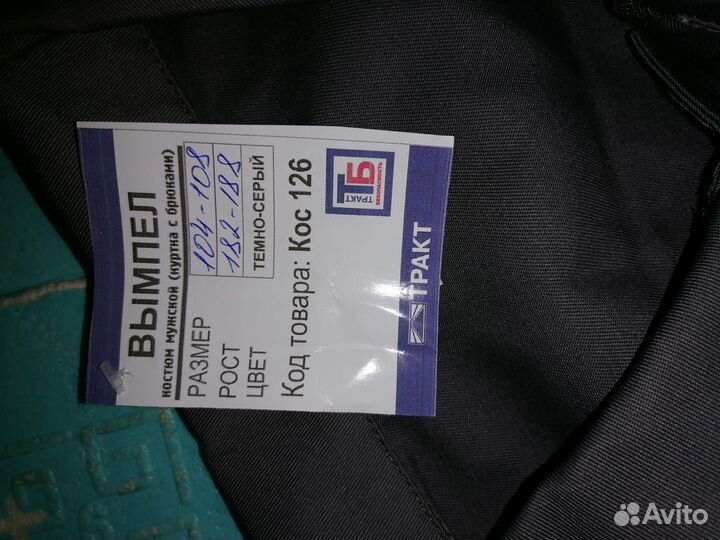 ВЫМПЕЛ
костюм мужской (куртка с брюками)
РАЗМЕР 104-108
РОСТ 182-188
ЦВЕТ ТЕМНО-СЕРЫЙ
Код товара: Кос 126
ТБ
ТРАКТ
БЕЗОПАСНОСТЬ
ТРАКТ
Avito